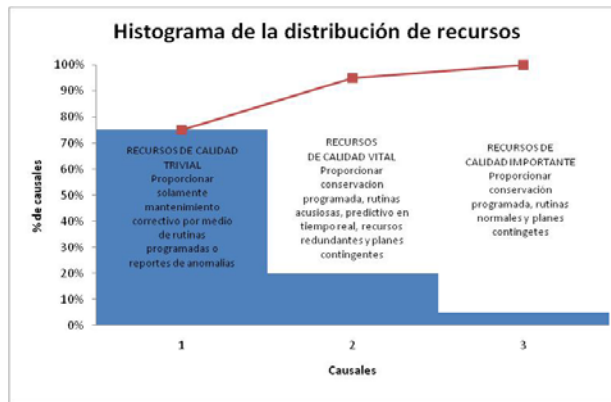 Histograma de la distribución de recursos
100%
90%
80%
70%
60%
50%
40%
30%
20%
10%
0%
% de causales
RECURSOS DE CALIDAD
TRIVIAL
Proporcionar
solamente
mantenimiento
correctivo por medio
de rutinas
programadas o
reportes de anomalias
RECURSOS
DE CALIDAD VITAL
Proporcionar
conservacion
programada, rutinas
acusiosas, predictivo en
tiempo real, recursos
redundantes y planes
contingentes
RECURSOS DE
CALIDAD IMPORTANTE
Proporcionar
conservación
programada, rutinas
normales y planes
contingetes
1
2
3
Causales